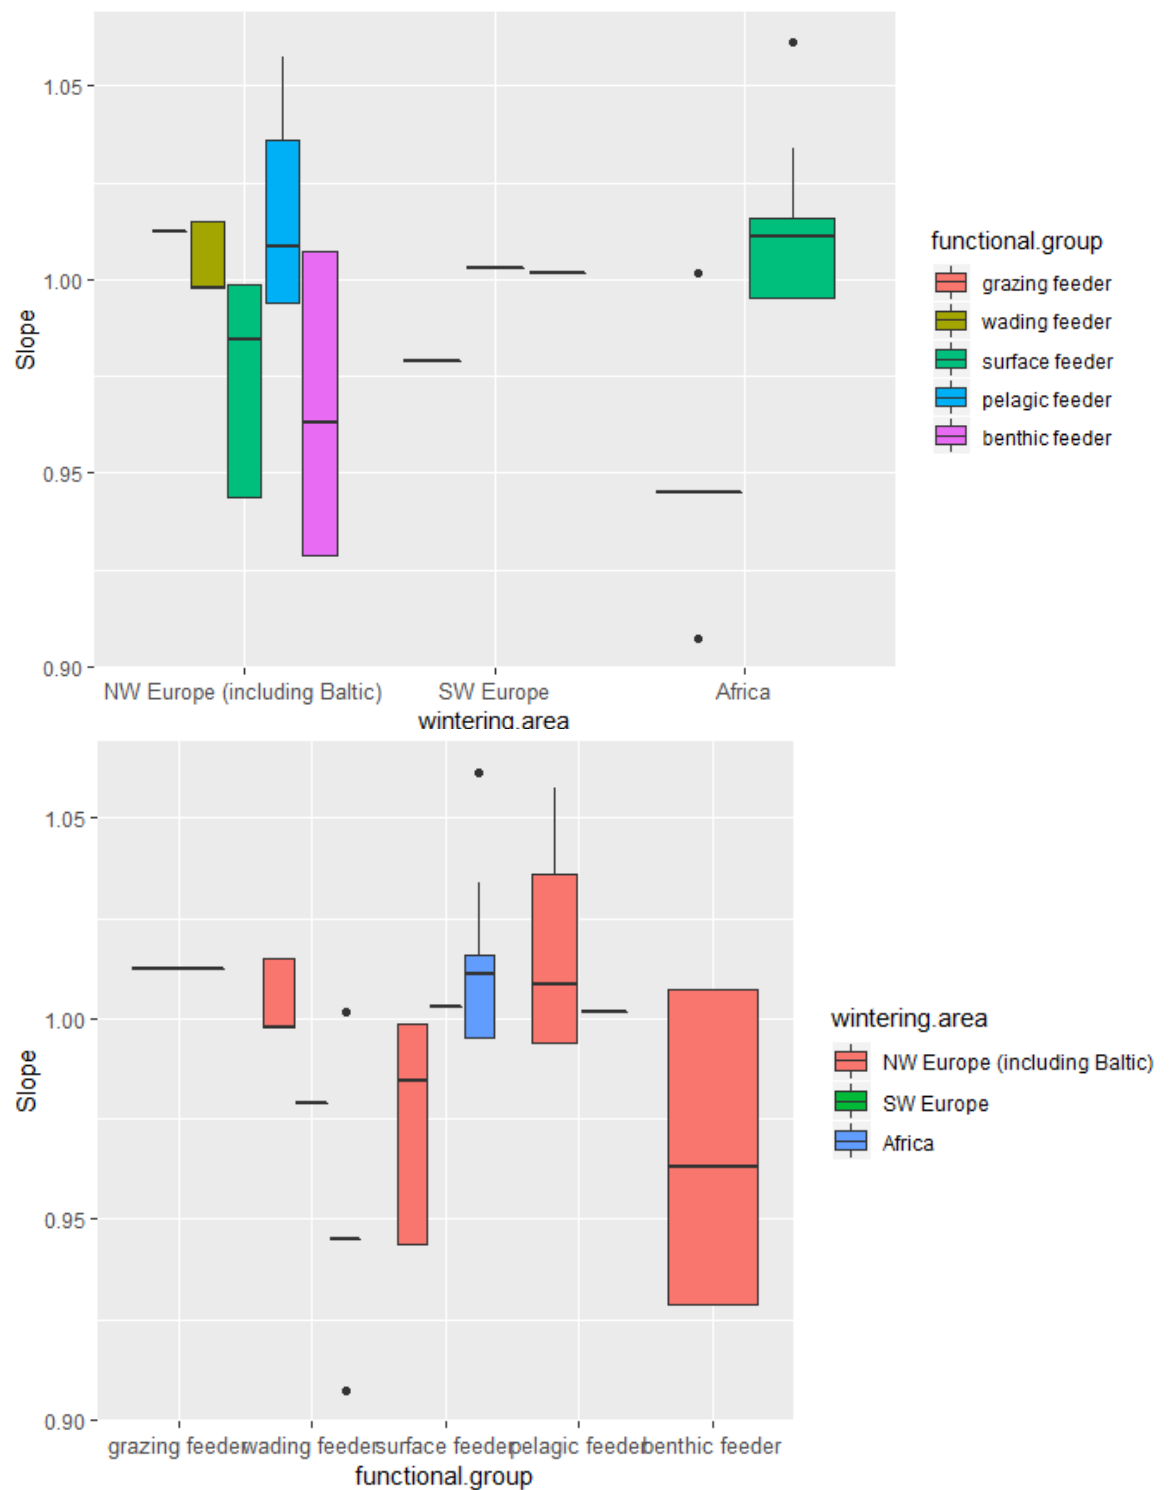 1.05
1.00
0.95
0.90
Slope
NW Europe (including Baltic) SW Europe Africa
wintering.area
functional.group
grazing feeder
wading feeder
surface feeder
pelagic feeder
benthic feeder
1.05
1.00
0.95
0.90
Slope
grazing feeder wading feeder surface feeder pelagic feeder benthic feeder
functional.group
wintering.area
NW Europe (including Baltic)
SW Europe
Africa